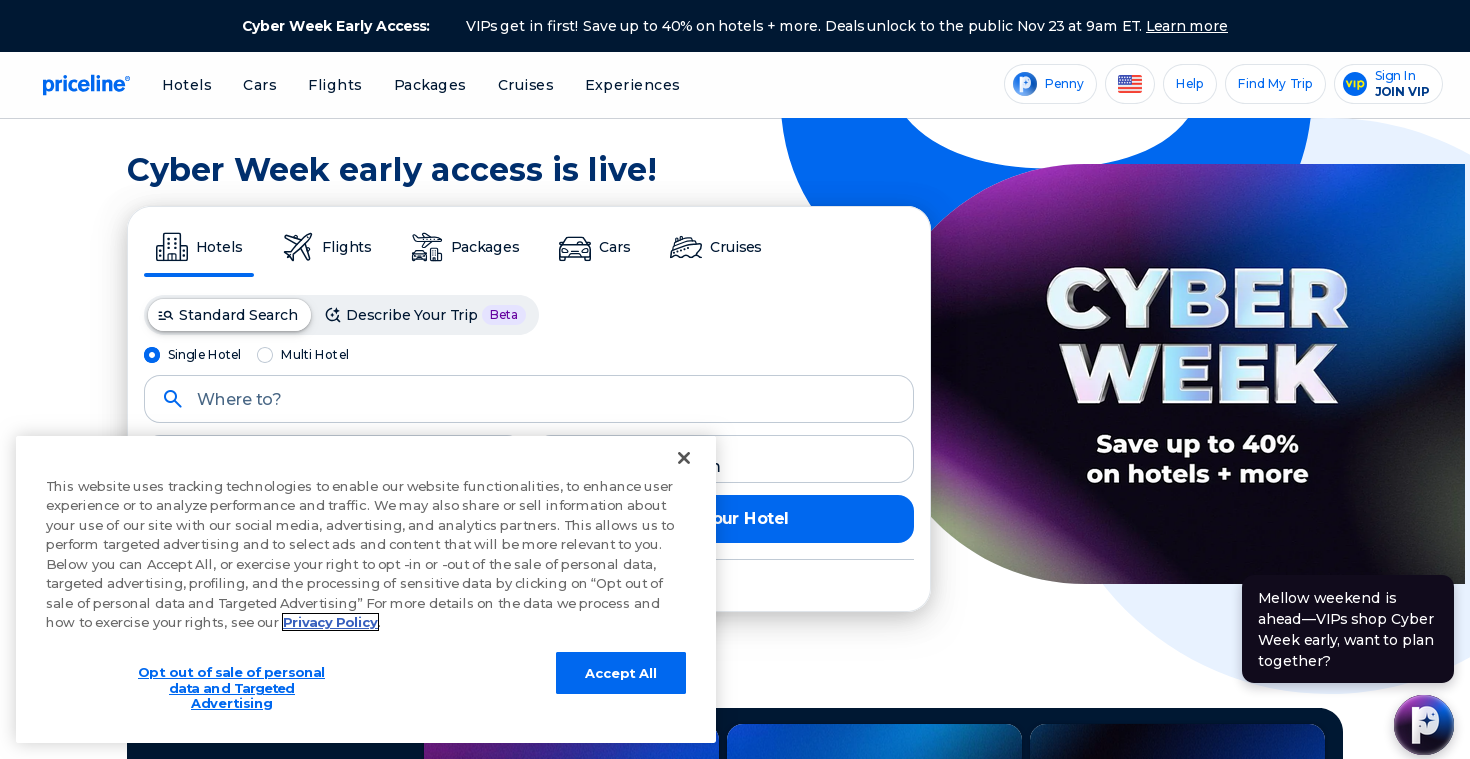 Cyber Week Early Access: VIPs get in first! Save up to 40% on hotels + more. Deals unlock to the public Nov 23 at 9am ET. Learn more
priceline® Hotels Cars Flights Packages Cruises Experiences Penny Help Find My Trip vip Sign In
JOIN VIP
Cyber Week early access is live!
Hotels Flights Packages Cars Cruises
Standard Search Describe Your Trip Beta
Single Hotel Multi Hotel
Where to?
our Hotel
CYBER
WEEK
Save up to 40%
on hotels + more
This website uses tracking technologies to enable our website functionalities, to enhance user
experience or to analyze performance and traffic. We may also share or sell information about
your use of our site with our social media, advertising, and analytics partners. This allows us to
perform targeted advertising and to select ads and content that will be more relevant to you.
Below you can Accept All, or exercise your right to opt -in or -out of the sale of personal data,
targeted advertising, profiling, and the processing of sensitive data by clicking on “Opt out of
sale of personal data and Targeted Advertising” For more details on the data we process and
how to exercise your rights, see our Privacy Policy.
Opt out of sale of personal
data and Targeted
Advertising
Accept All
Mellow weekend is
ahead—VIPs shop Cyber
Week early, want to plan
together?